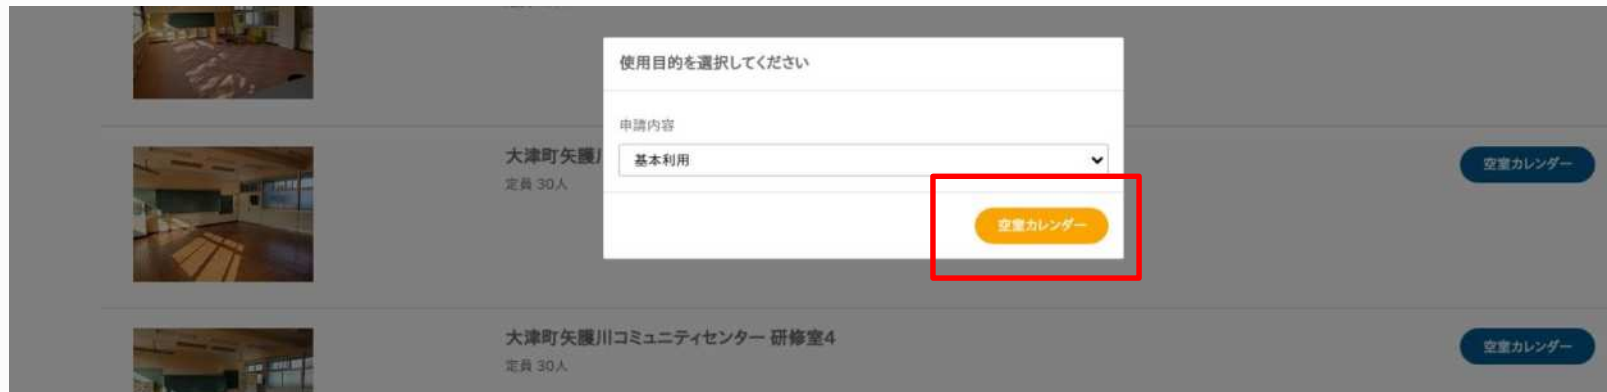 使用目的を選択してください
申請内容
基本利用
空室カレンダー
大津町矢護川
定員 30人
空室カレンダー
大津町矢護川コミュニティセンター 研修室4
定員 30人
空室カレンダー